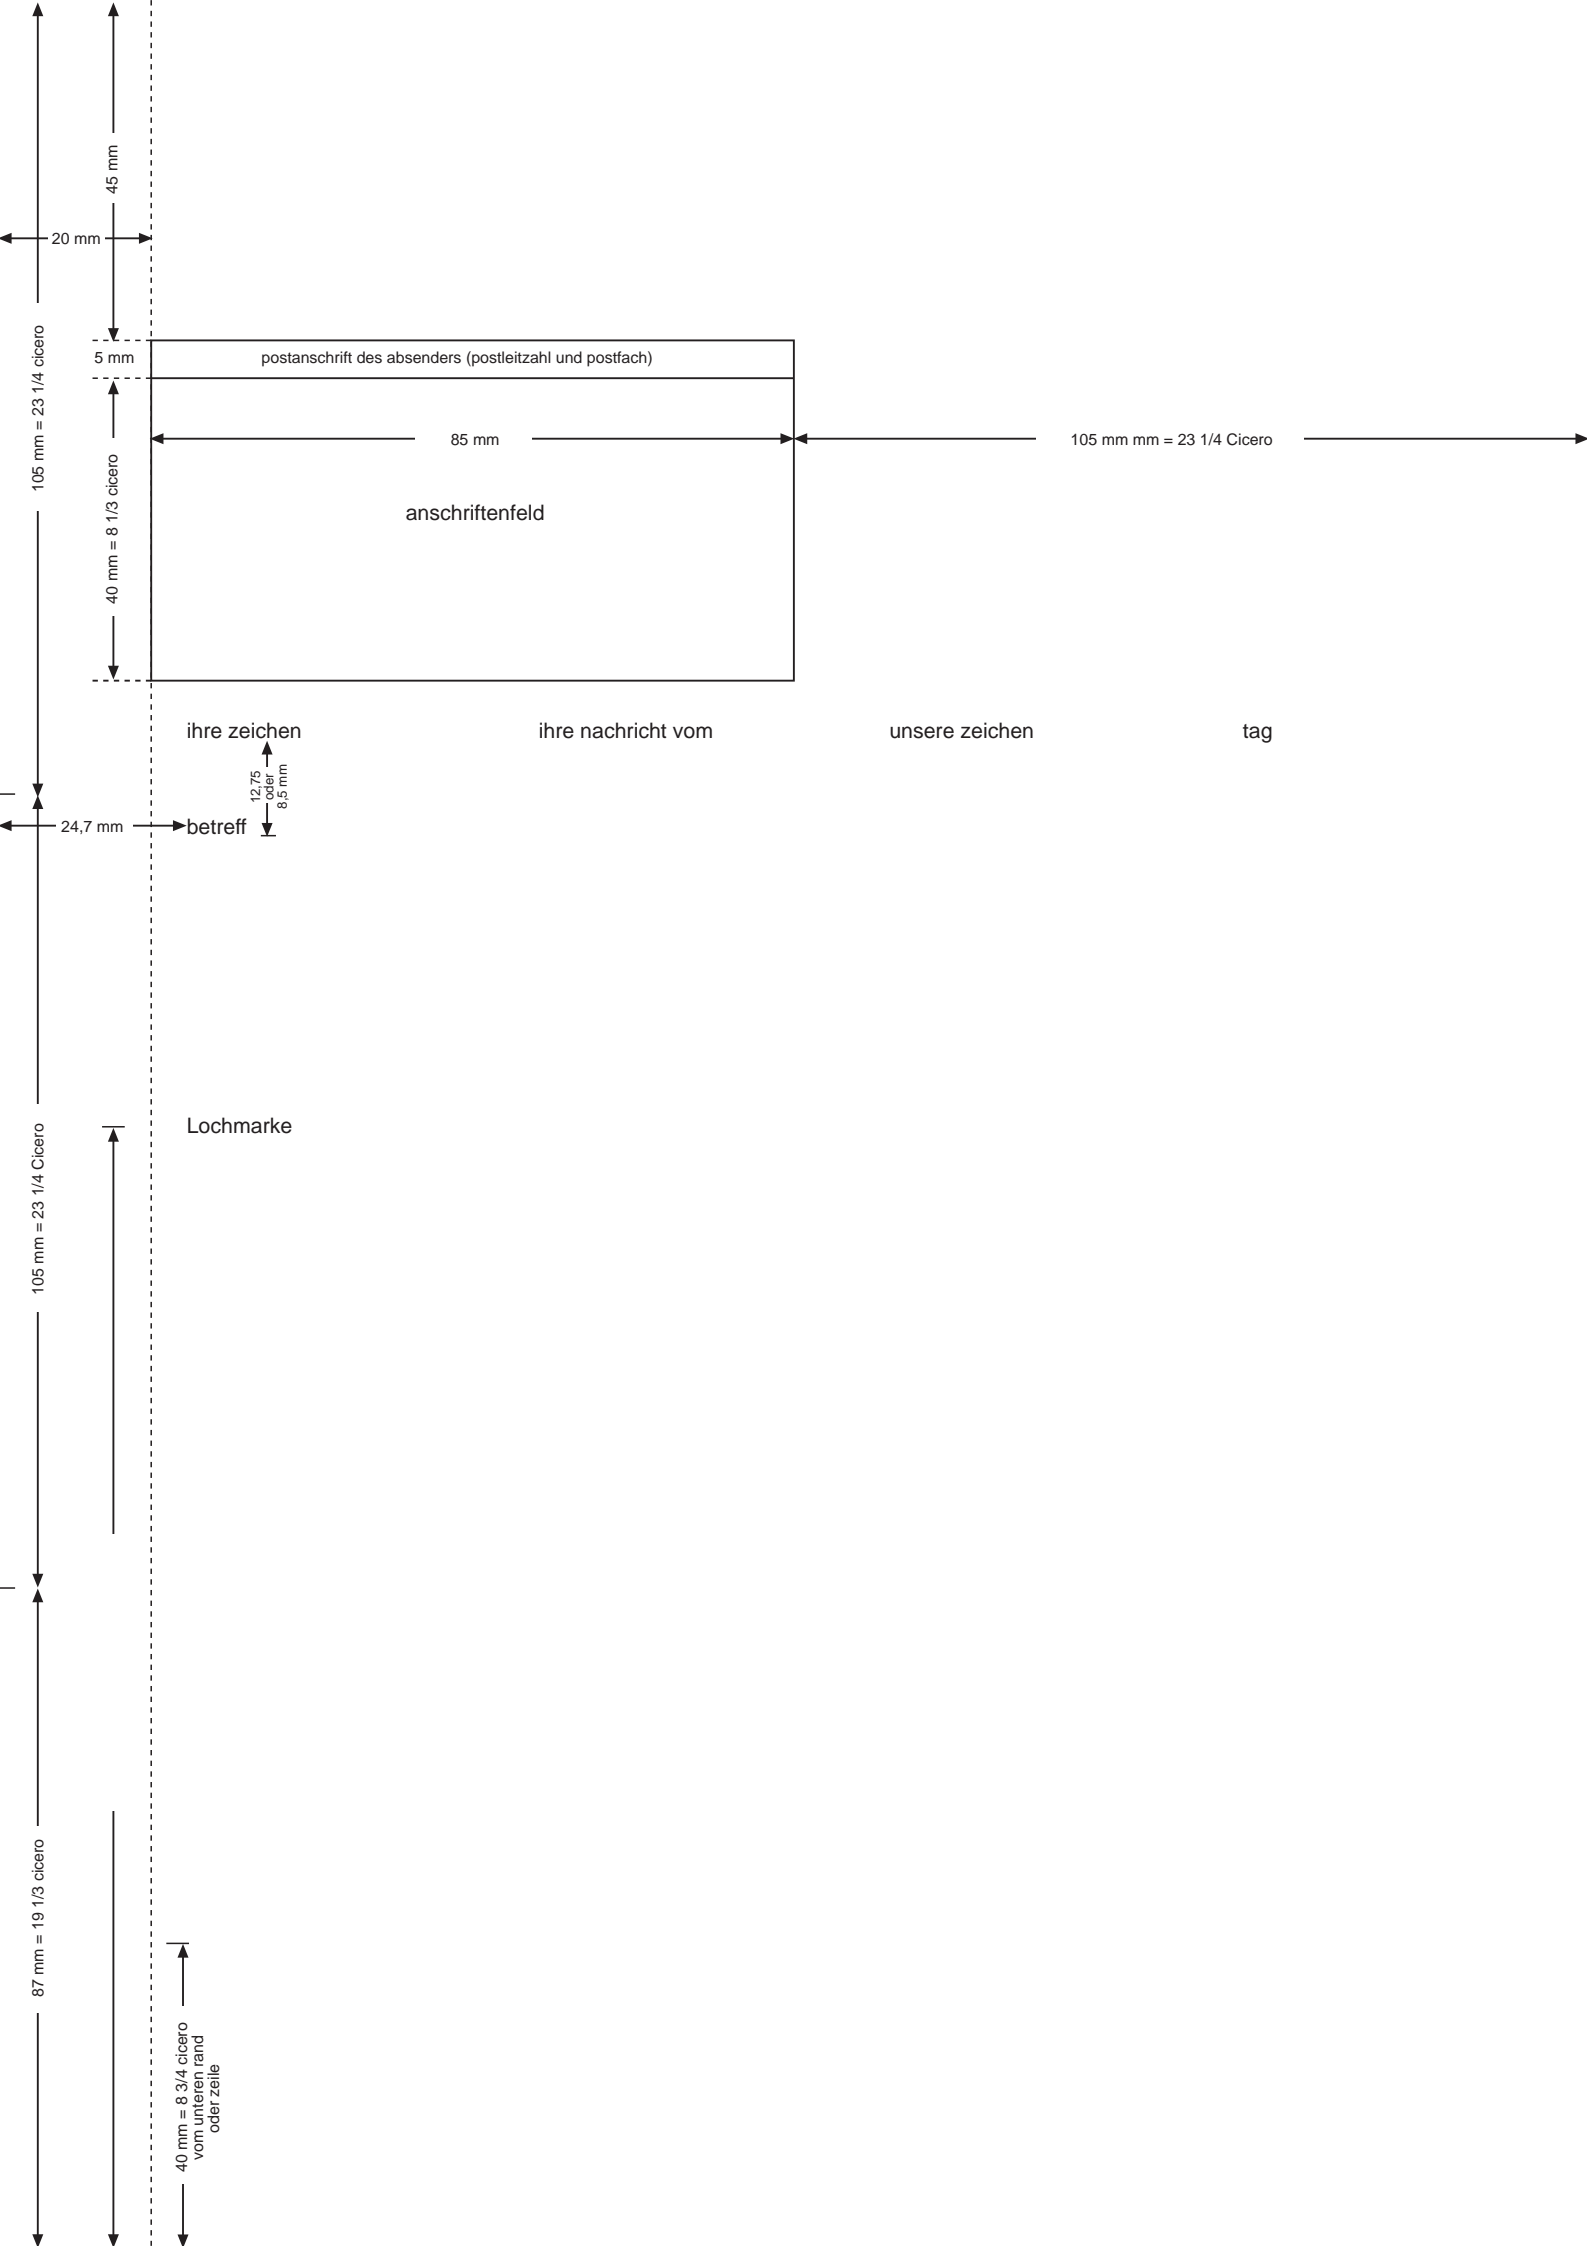 45 mm
20 mm
105 mm = 23 1/4 cicero
5 mm
postanschrift des absenders (postleitzahl und postfach)
85 mm
105 mm mm = 23 1/4 Cicero
40 mm = 8 1/3 cicero
anschriftenfeld
ihre zeichen
ihre nachricht vom
unsere zeichen
tag
12,75
oder
8,5 mm
24,7 mm
betreff
Lochmarke
105 mm = 23 1/4 Cicero
87 mm = 19 1/3 cicero
40 mm = 8 3/4 cicero
vom unteren rand
oder zeile